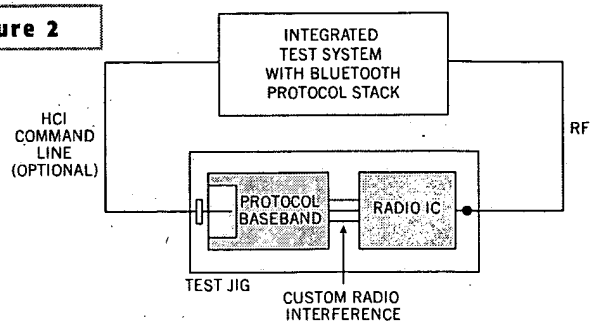 ure 2
INTEGRATED
TEST SYSTEM
WITH BLUETOOTH
PROTOCOL STACK
HCI
COMMAND
LINE
(OPTIONAL)
RF
PROTOCOL
BASEBAND
RADIO IC
TEST JIG
CUSTOM RADIO
INTERFERENCE